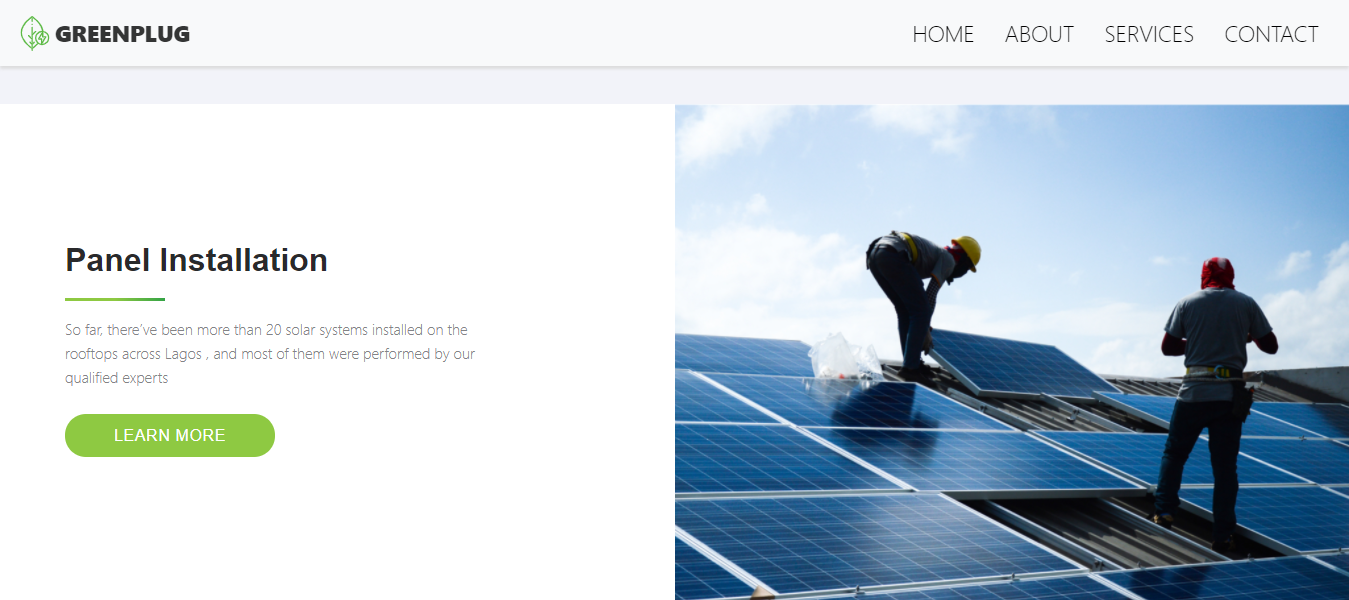 GREENPLUG
HOME ABOUT SERVICES CONTACT
Panel Installation
So far, there've been more than 20 solar systems installed on the
rooftops across Lagos , and most of them were performed by our
qualified experts
LEARN MORE